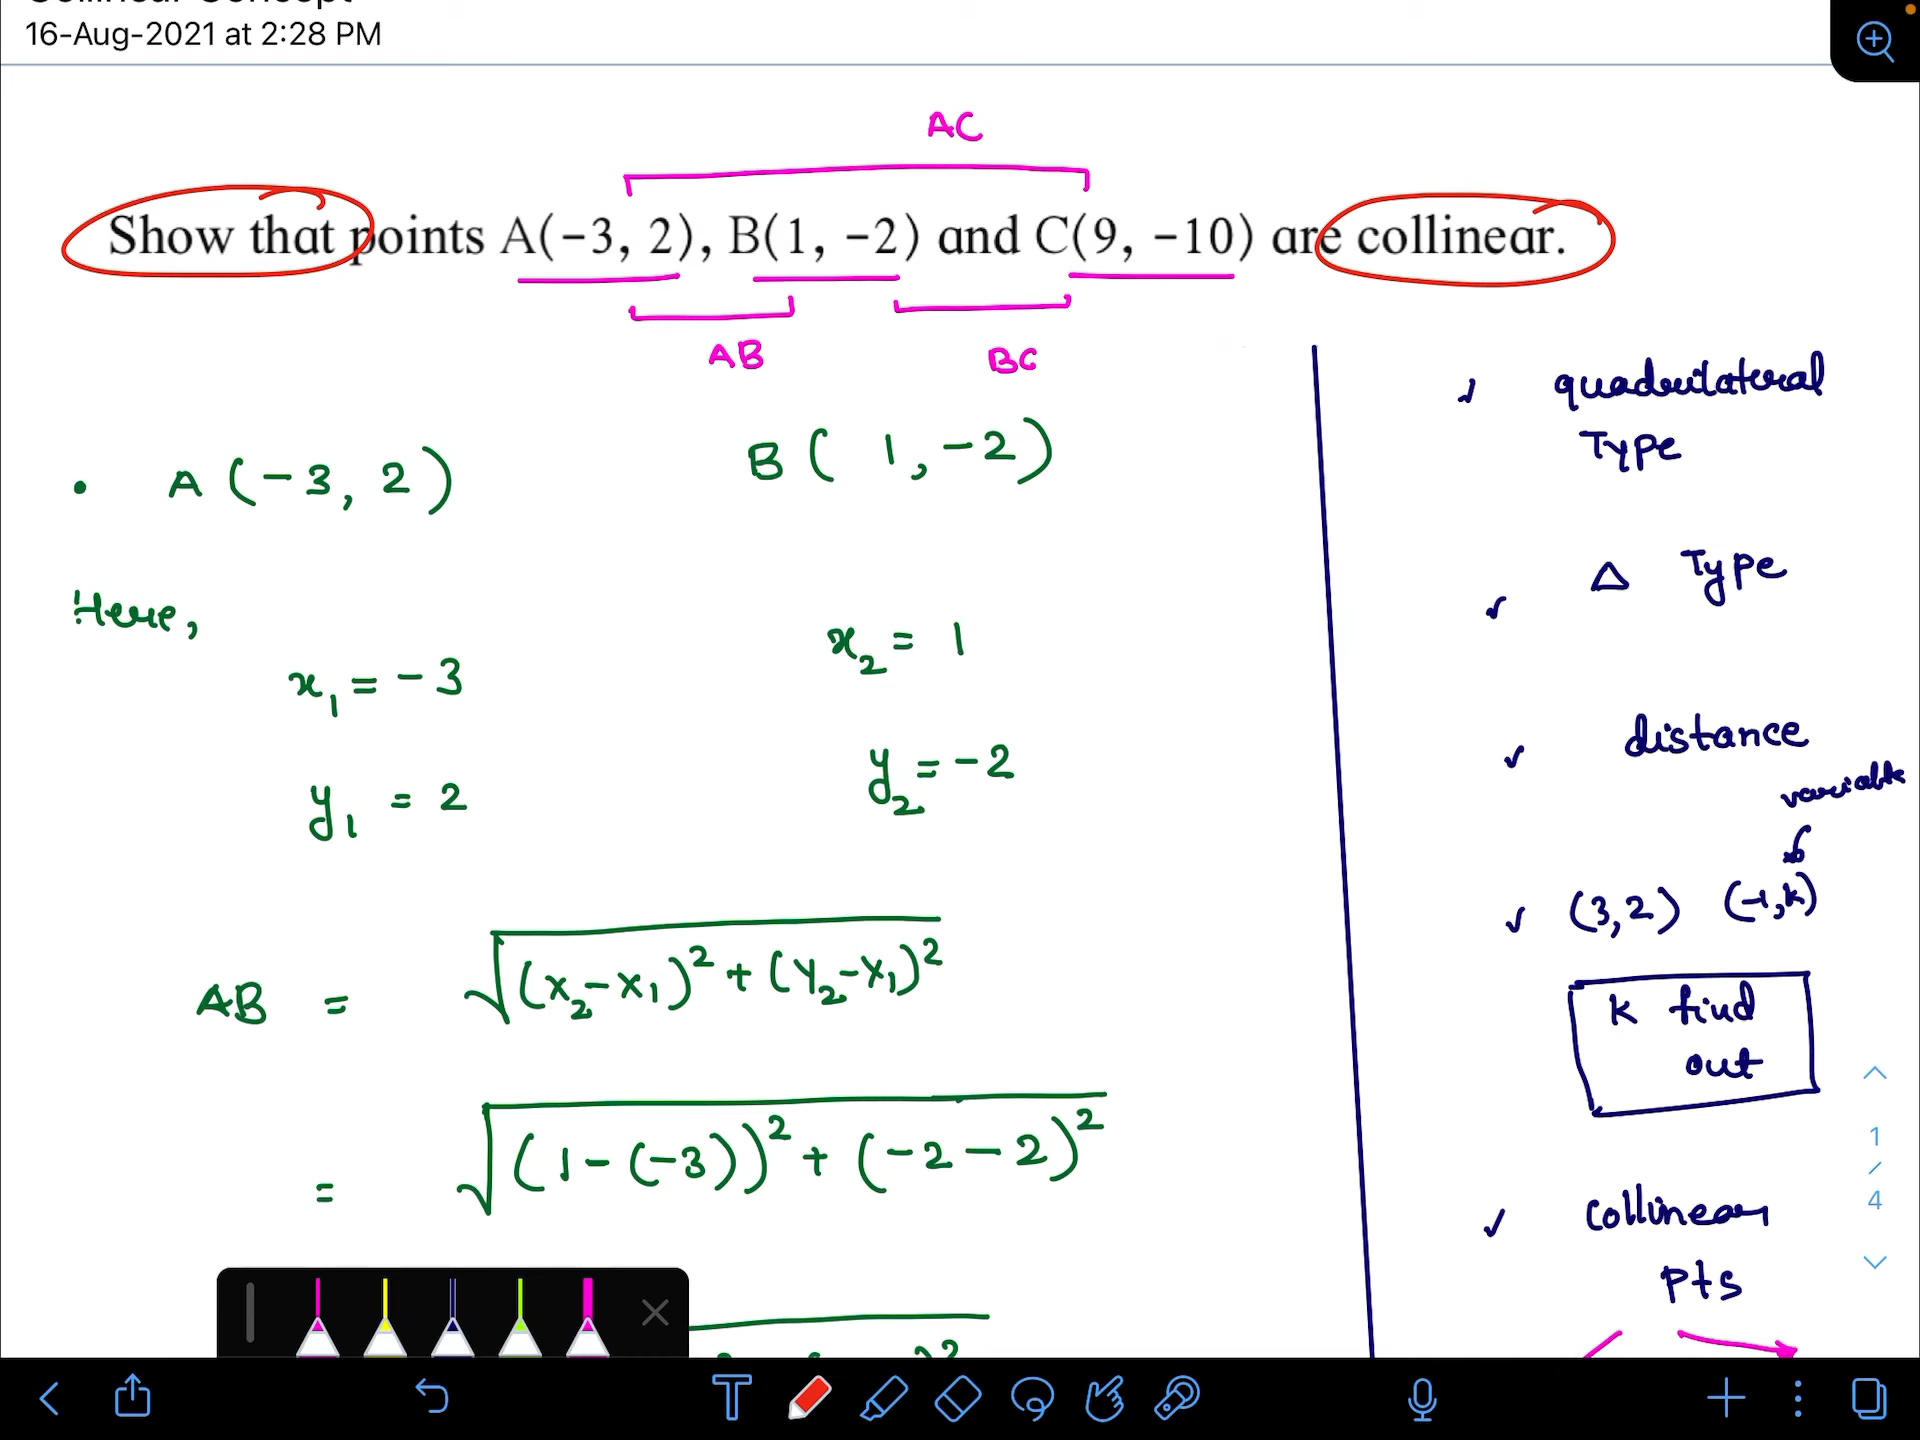 16-Aug-2021 at 2:28 PM
AC
Show that points A(−3, 2), B(1, −2) and C(9, −10) are collinear.
AB
BC
• A (-3, 2)
B ( 1, -2)
Here,
x₁ = -3
x₂ = 1
y₁ = 2
y₂ = -2
AB = √(x₂-x₁)² + (y₂-y₁)²
= √(1-(-3))² + (-2-2)²
✓ quadrilateral
Type
✓ △ Type
✓ distance
variable
✓ (3,2) (-1,k)
K find
out
✓ Collinear
pts
1
/
4
T